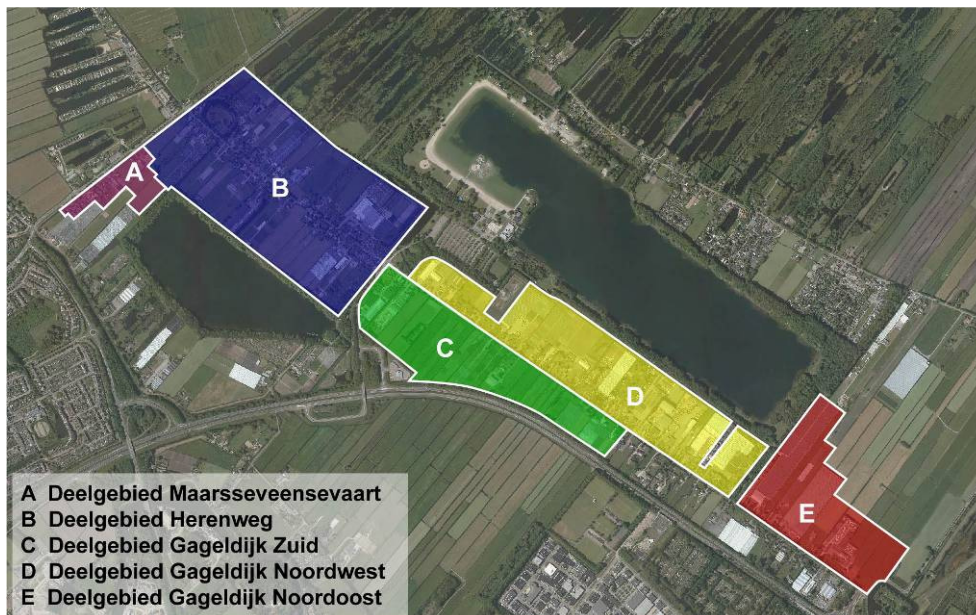 A
B
C
D
E
A Deelgebied Maarsseveensevaart
B Deelgebied Herenweg
C Deelgebied Gageldijk Zuid
D Deelgebied Gageldijk Noordwest
E Deelgebied Gageldijk Noordoost